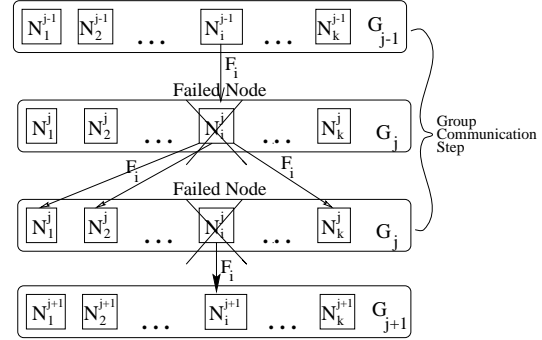 N_1^{j-1} N_2^{j-1} ... N_i^{j-1} ... N_k^{j-1} G_{j-1}
F_i
Failed Node
N_1^j N_2^j ... N_i^j ... N_k^j G_j
Group
Communication
Step
F_i F_i
Failed Node
N_1^j N_2^j ... N_i^j ... N_k^j G_j
F_i
N_1^{j+1} N_2^{j+1} ... N_i^{j+1} ... N_k^{j+1} G_{j+1}